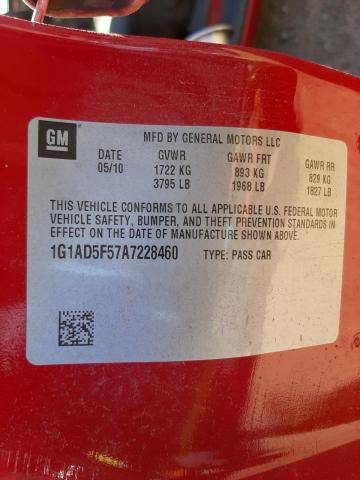 GM
MFD BY GENERAL MOTORS LLC
DATE GVWR GAWR FRT GAWR RR
05/10 1722 KG 893 KG 829 KG
3795 LB 1968 LB 1827 LB
THIS VEHICLE CONFORMS TO ALL APPLICABLE U.S. FEDERAL MOTOR
VEHICLE SAFETY, BUMPER, AND THEFT PREVENTION STANDARDS
IN EFFECT ON THE DATE OF MANUFACTURE SHOWN ABOVE.
1G1AD5F57A7228460 TYPE: PASS CAR